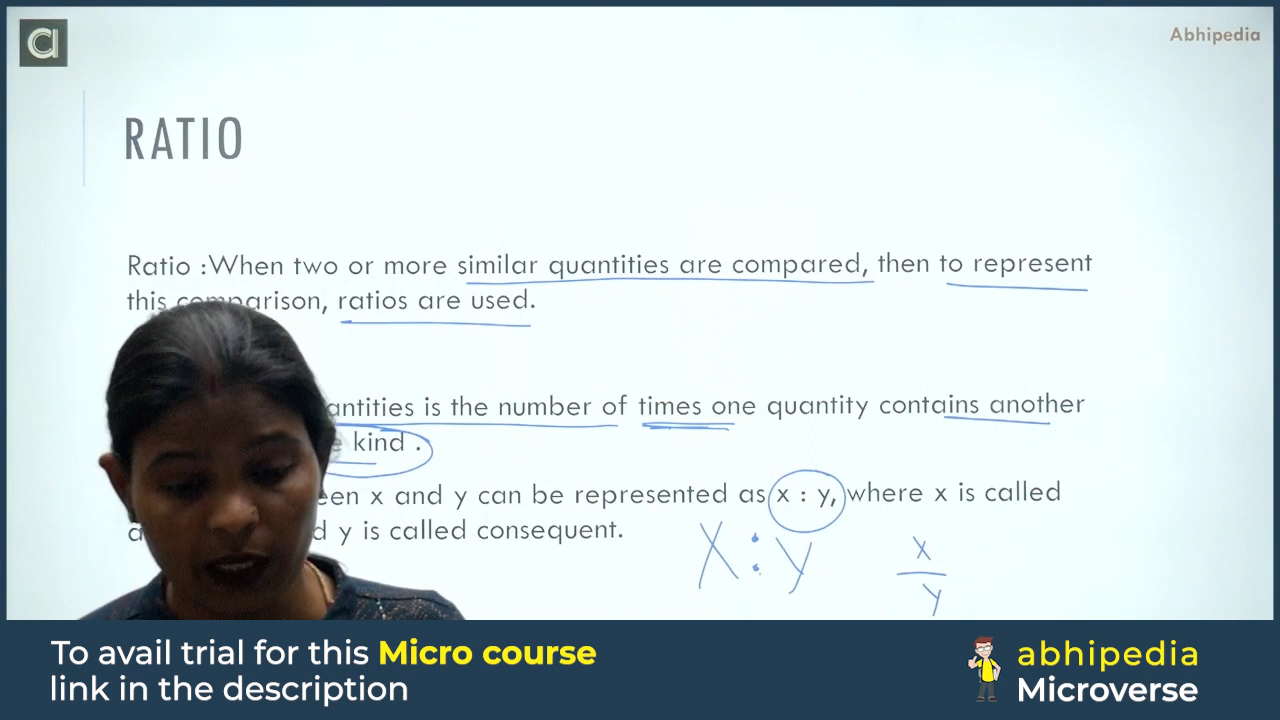 Abhipedia
RATIO
Ratio :When two or more similar quantities are compared, then to represent
this comparison, ratios are used.
is the number of times one quantity contains another
kind .
x and y can be represented as x : y, where x is called
y is called consequent.
X : y
x
y
To avail trial for this Micro course
link in the description
abhipedia
Microverse